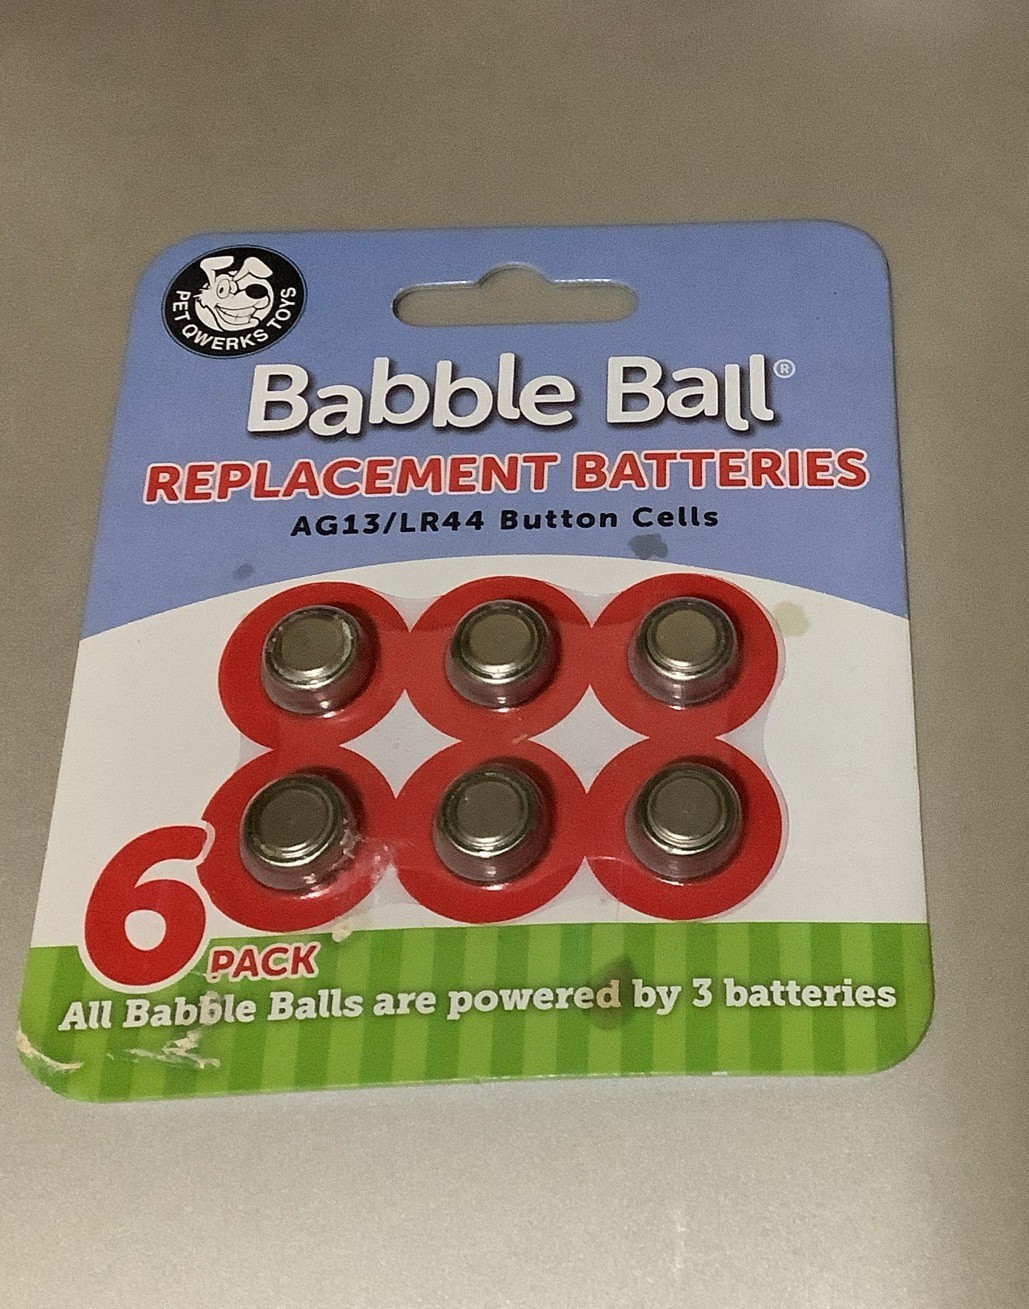 PET QWERKS TOYS
Babble Ball®
REPLACEMENT BATTERIES
AG13/LR44 Button Cells
6 PACK
All Babble Balls are powered by 3 batteries